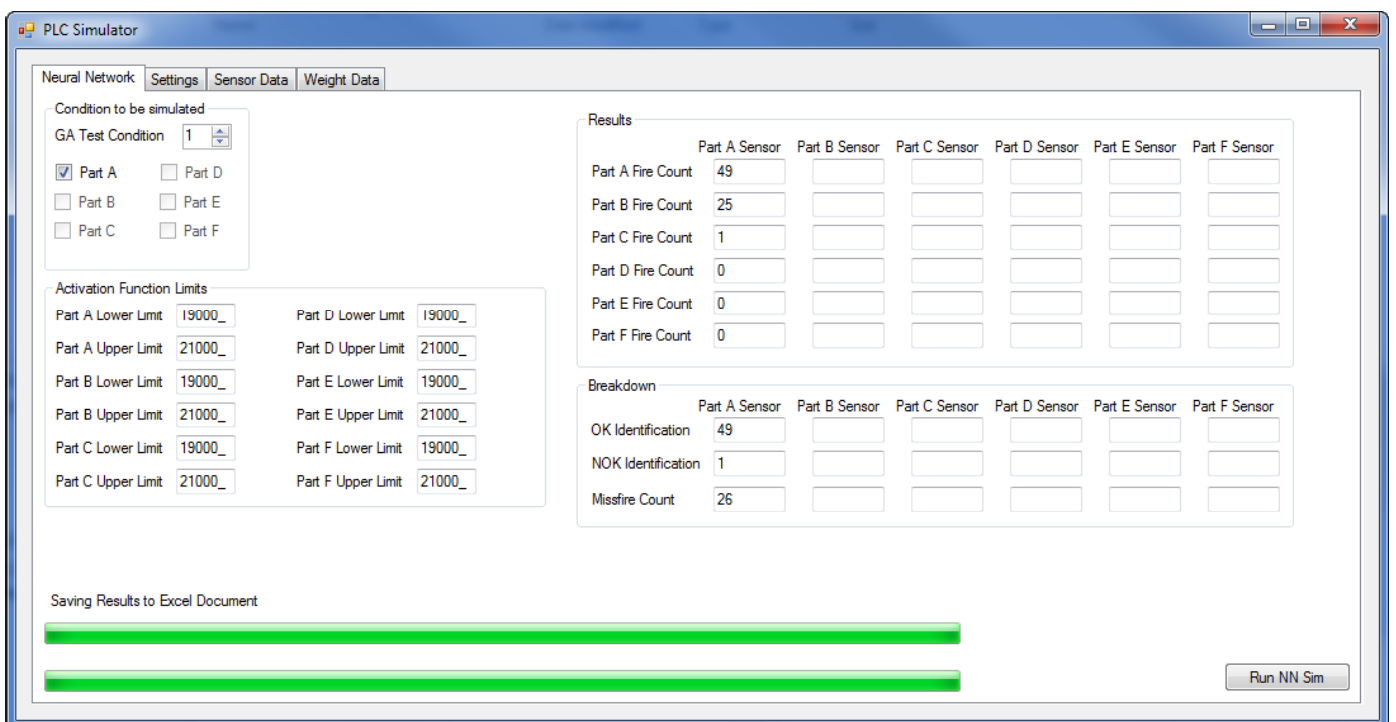 PLC Simulator
Neural Network Settings Sensor Data Weight Data
Condition to be simulated
GA Test Condition 1
Part A Part D
Part B Part E
Part C Part F
Activation Function Limits
Part A Lower Limit 19000_ Part D Lower Limit 19000_
Part A Upper Limit 21000_ Part D Upper Limit 21000_
Part B Lower Limit 19000_ Part E Lower Limit 19000_
Part B Upper Limit 21000_ Part E Upper Limit 21000_
Part C Lower Limit 19000_ Part F Lower Limit 19000_
Part C Upper Limit 21000_ Part F Upper Limit 21000_
Results
Part A Sensor Part B Sensor Part C Sensor Part D Sensor Part E Sensor Part F Sensor
Part A Fire Count 49
Part B Fire Count 25
Part C Fire Count 1
Part D Fire Count 0
Part E Fire Count 0
Part F Fire Count 0
Breakdown
Part A Sensor Part B Sensor Part C Sensor Part D Sensor Part E Sensor Part F Sensor
OK Identification 49
NOK Identification 1
Missfire Count 26
Saving Results to Excel Document
Run NN Sim